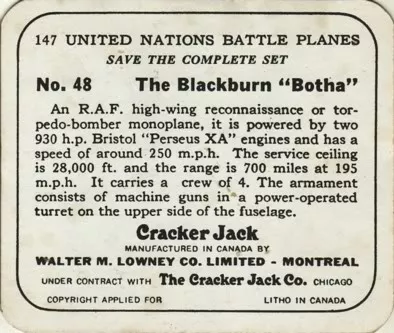 147 UNITED NATIONS BATTLE PLANES
SAVE THE COMPLETE SET
No. 48 The Blackburn "Botha"
An R.A.F. high-wing reconnaissance or tor-
pedo-bomber monoplane, it is powered by two
930 h.p. Bristol "Perseus XA" engines and has a
speed of around 250 m.p.h. The service ceiling
is 28,000 ft. and the range is 700 miles at 195
m.p.h. It carries a crew of 4. The armament
consists of machine guns in a power-operated
turret on the upper side of the fuselage.
Cracker Jack
MANUFACTURED IN CANADA BY
WALTER M. LOWNEY CO. LIMITED - MONTREAL
UNDER CONTRACT WITH The Cracker Jack Co. CHICAGO
COPYRIGHT APPLIED FOR LITHO IN CANADA